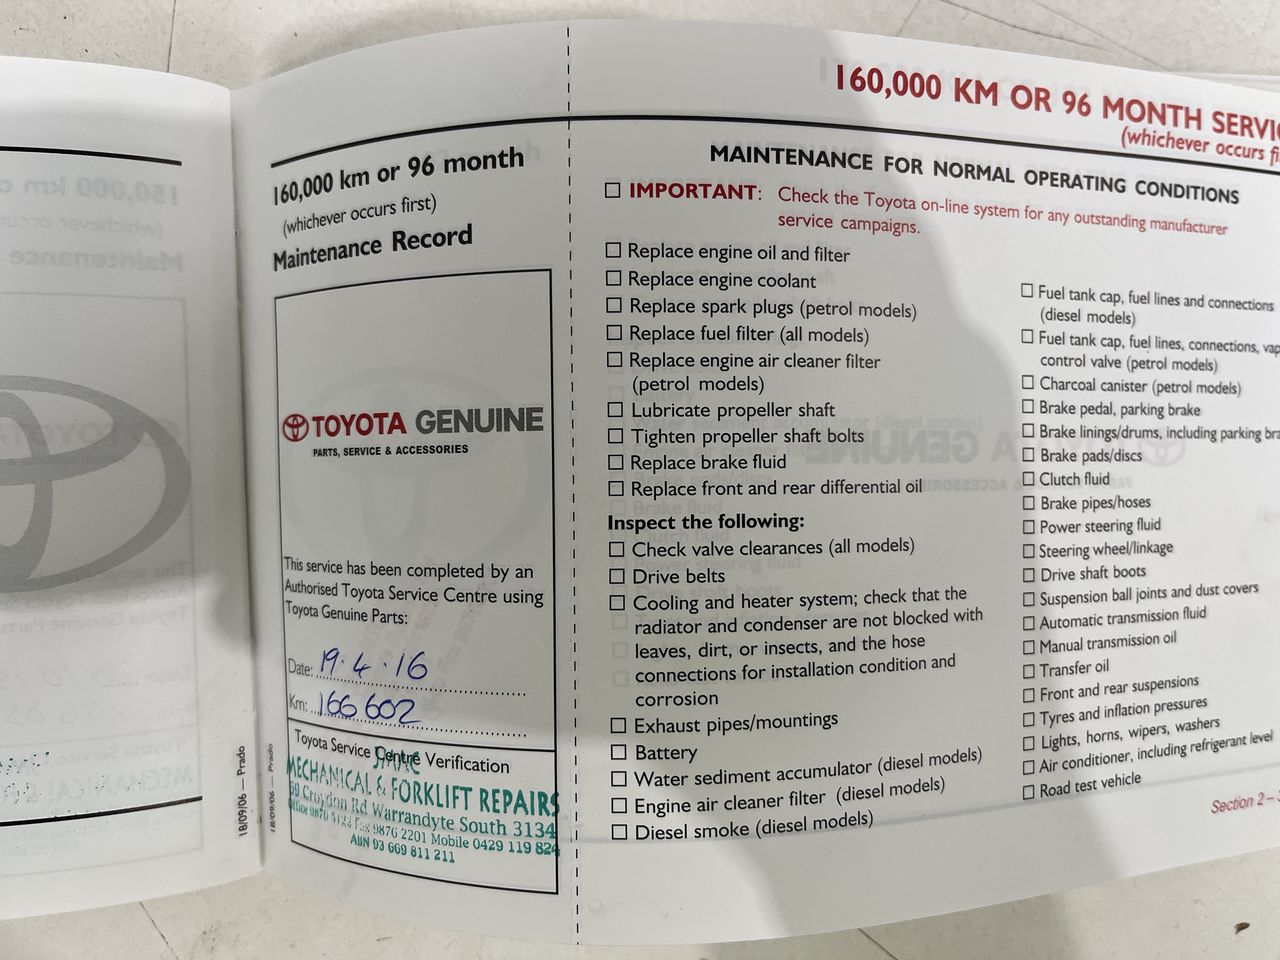 160,000 km or 96 month
(whichever occurs first)
Maintenance Record
TOYOTA GENUINE
PARTS, SERVICE & ACCESSORIES
This service has been completed by an
Authorised Toyota Service Centre using
Toyota Genuine Parts:
Date: 19.4.16
Km: 166 602
Toyota Service Centre Verification
MECHANICAL & FORKLIFT REPAIRS
Croydon Rd Warrandyte South 3134
Fax 9876 2201 Mobile 0429 119 824
ABN 93 669 811 211
18/09/06 — Prado
18/09/06 — Prado
160,000 KM OR 96 MONTH SERVIC
(whichever occurs fi
MAINTENANCE FOR NORMAL OPERATING CONDITIONS
☐ IMPORTANT: Check the Toyota on-line system for any outstanding manufacturer
service campaigns.
☐ Replace engine oil and filter
☐ Replace engine coolant
☐ Replace spark plugs (petrol models)
☐ Replace fuel filter (all models)
☐ Replace engine air cleaner filter
(petrol models)
☐ Lubricate propeller shaft
☐ Tighten propeller shaft bolts
☐ Replace brake fluid
☐ Replace front and rear differential oil
Inspect the following:
☐ Check valve clearances (all models)
☐ Drive belts
☐ Cooling and heater system; check that the
radiator and condenser are not blocked with
leaves, dirt, or insects, and the hose
connections for installation condition and
corrosion
☐ Exhaust pipes/mountings
☐ Battery
☐ Water sediment accumulator (diesel models)
☐ Engine air cleaner filter (diesel models)
☐ Diesel smoke (diesel models)
☐ Fuel tank cap, fuel lines and connections
(diesel models)
☐ Fuel tank cap, fuel lines, connections, vap
control valve (petrol models)
☐ Charcoal canister (petrol models)
☐ Brake pedal, parking brake
☐ Brake linings/drums, including parking bra
☐ Brake pads/discs
☐ Clutch fluid
☐ Brake pipes/hoses
☐ Power steering fluid
☐ Steering wheel/linkage
☐ Drive shaft boots
☐ Suspension ball joints and dust covers
☐ Automatic transmission fluid
☐ Manual transmission oil
☐ Transfer oil
☐ Front and rear suspensions
☐ Tyres and inflation pressures
☐ Lights, horns, wipers, washers
☐ Air conditioner, including refrigerant level
☐ Road test vehicle
Section 2 –